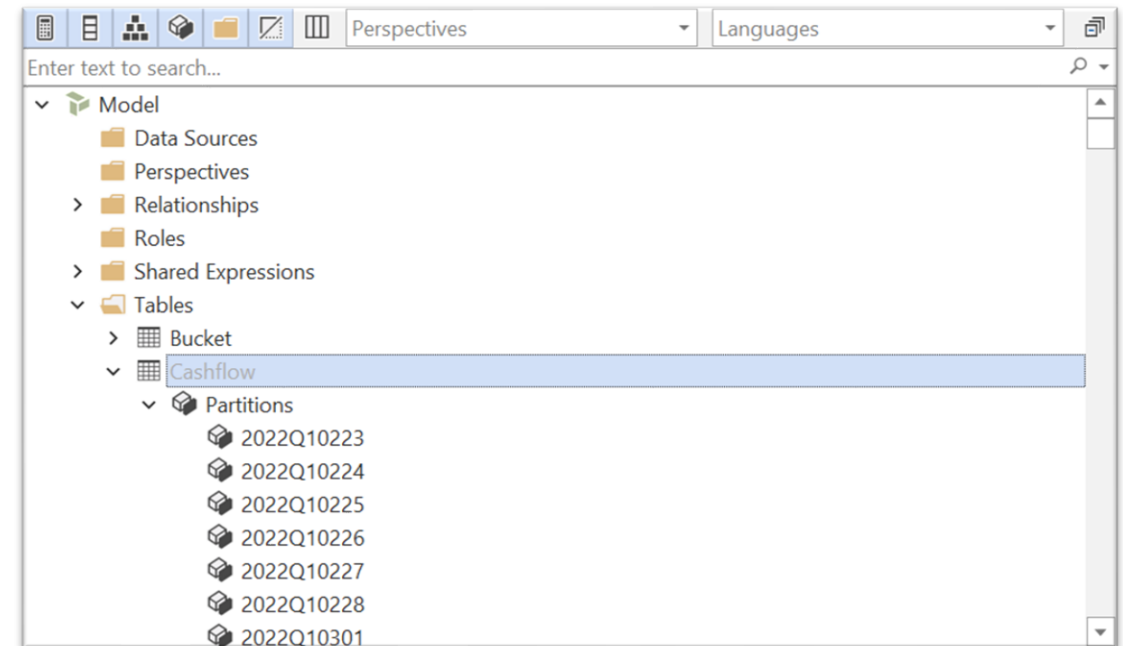 Perspectives Languages
Enter text to search...
Model
Data Sources
Perspectives
Relationships
Roles
Shared Expressions
Tables
Bucket
Cashflow
Partitions
2022Q10223
2022Q10224
2022Q10225
2022Q10226
2022Q10227
2022Q10228
2022Q10301